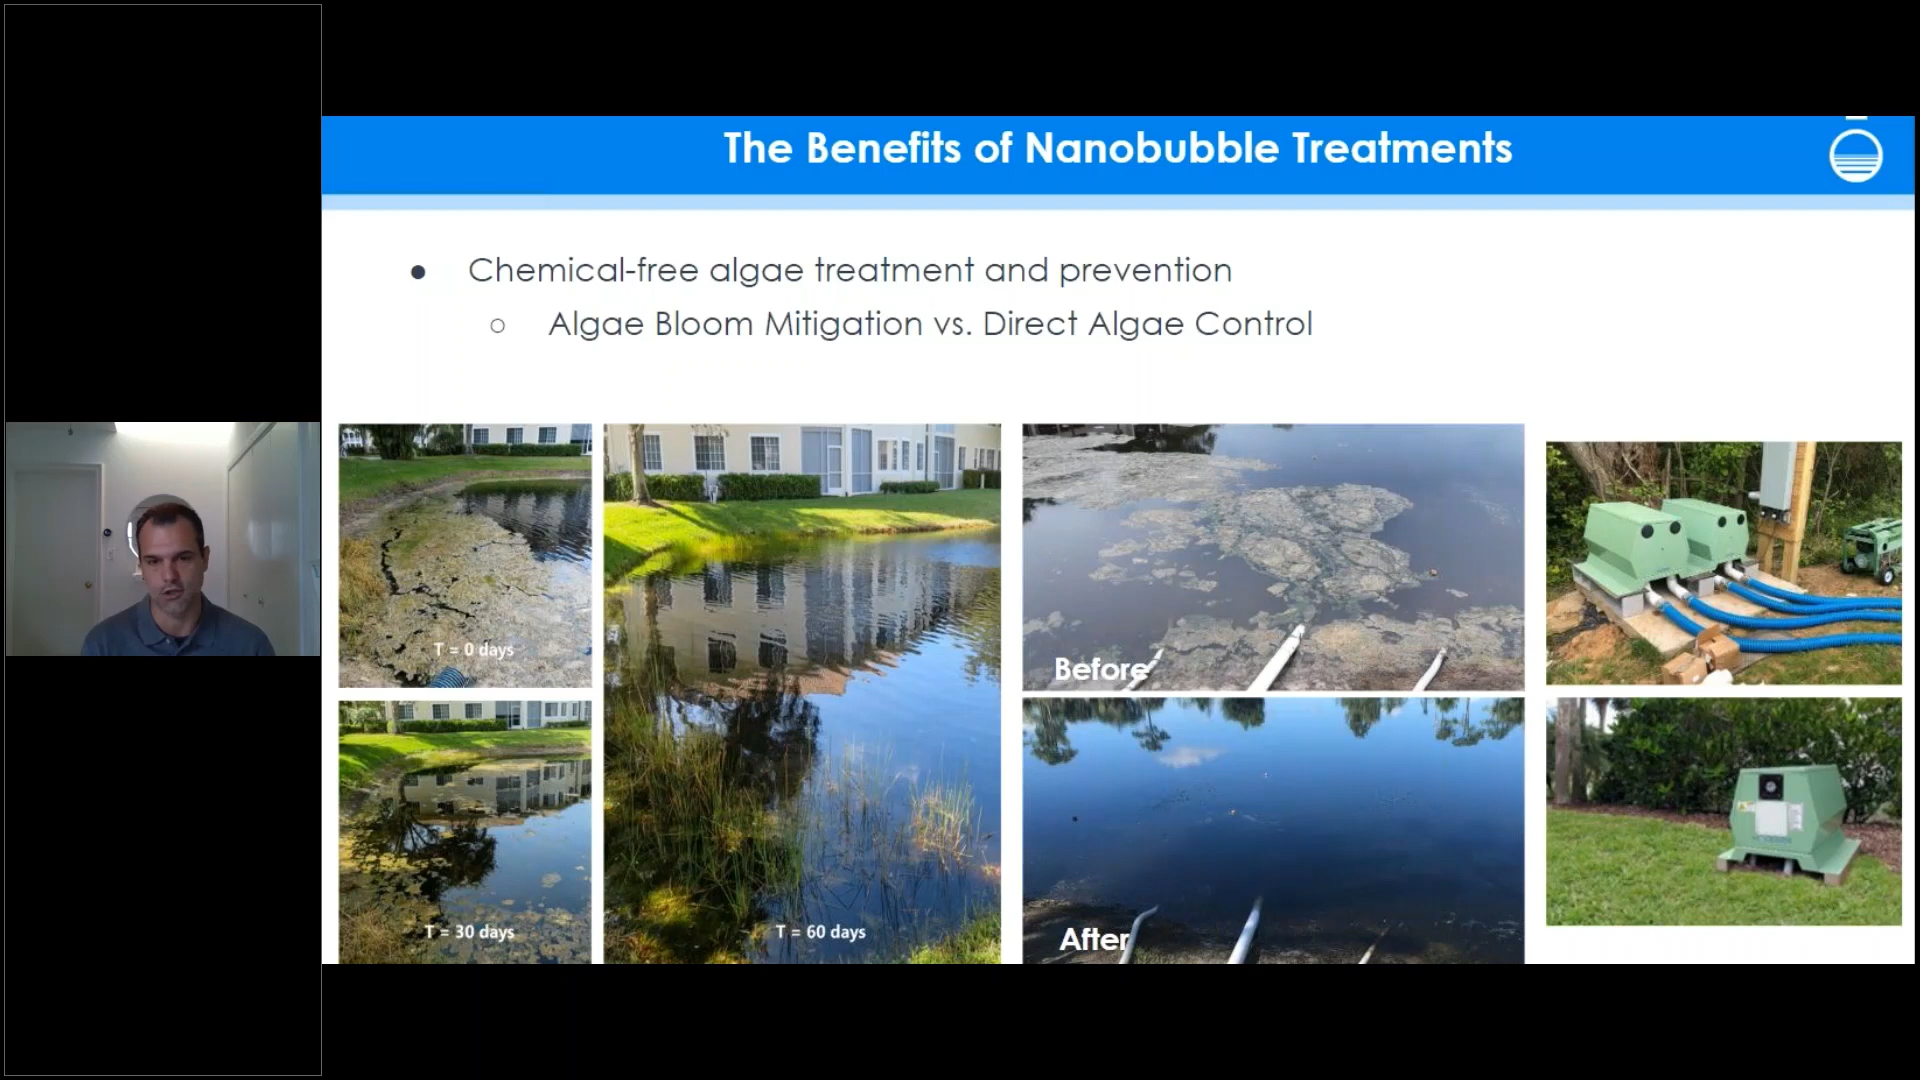 The Benefits of Nanobubble Treatments
Chemical-free algae treatment and prevention
Algae Bloom Mitigation vs. Direct Algae Control
T = 0 days
T = 30 days
T = 60 days
Before
After